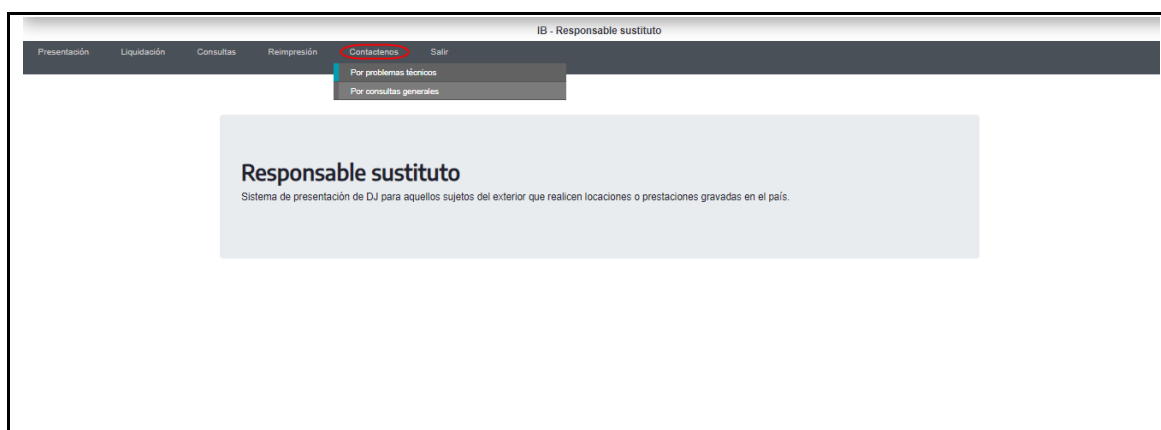 IB - Responsable sustituto
Presentación Liquidación Consultas Reimpresión Contactenos Salir
Por problemas técnicos
Por consultas generales
Responsable sustituto
Sistema de presentación de DJ para aquellos sujetos del exterior que realicen locaciones o prestaciones gravadas en el país.